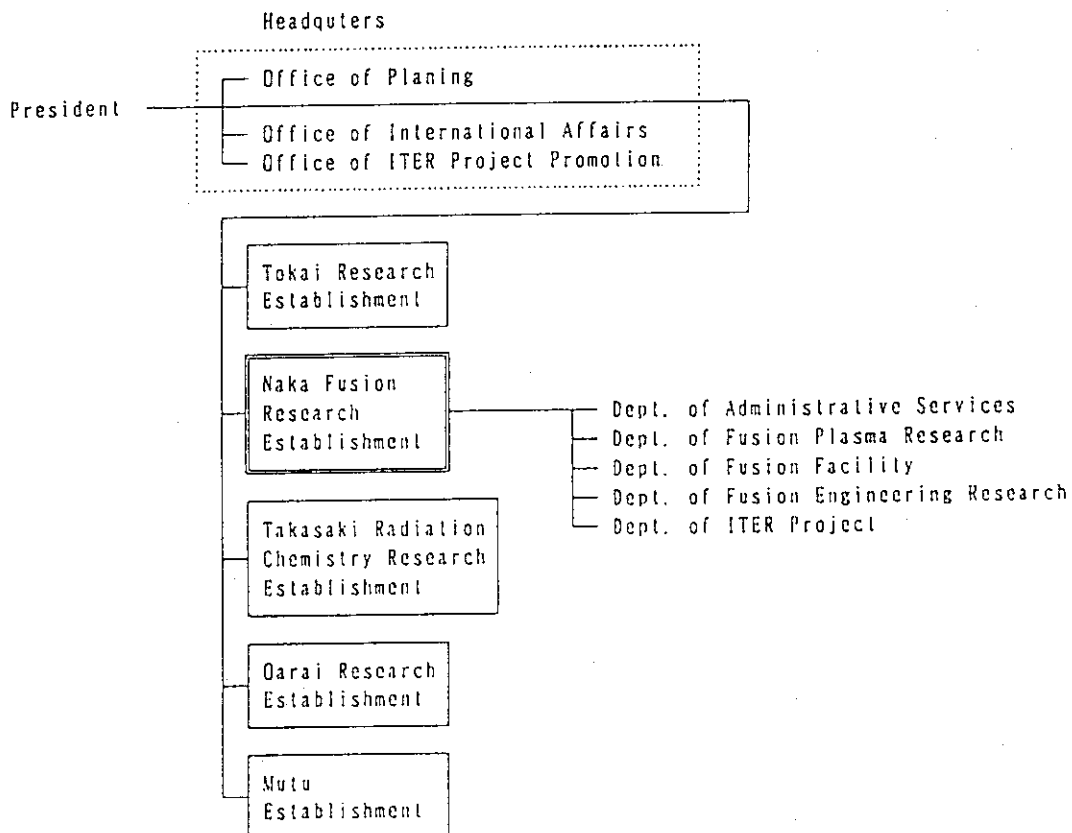 Headquters
Office of Planing
President
Office of International Affairs
Office of ITER Project Promotion
Tokai Research
Establishment
Naka Fusion
Research
Establishment
Dept. of Administrative Services
Dept. of Fusion Plasma Research
Dept. of Fusion Facility
Dept. of Fusion Engineering Research
Dept. of ITER Project
Takasaki Radiation
Chemistry Research
Establishment
Oarai Research
Establishment
Mutu
Establishment